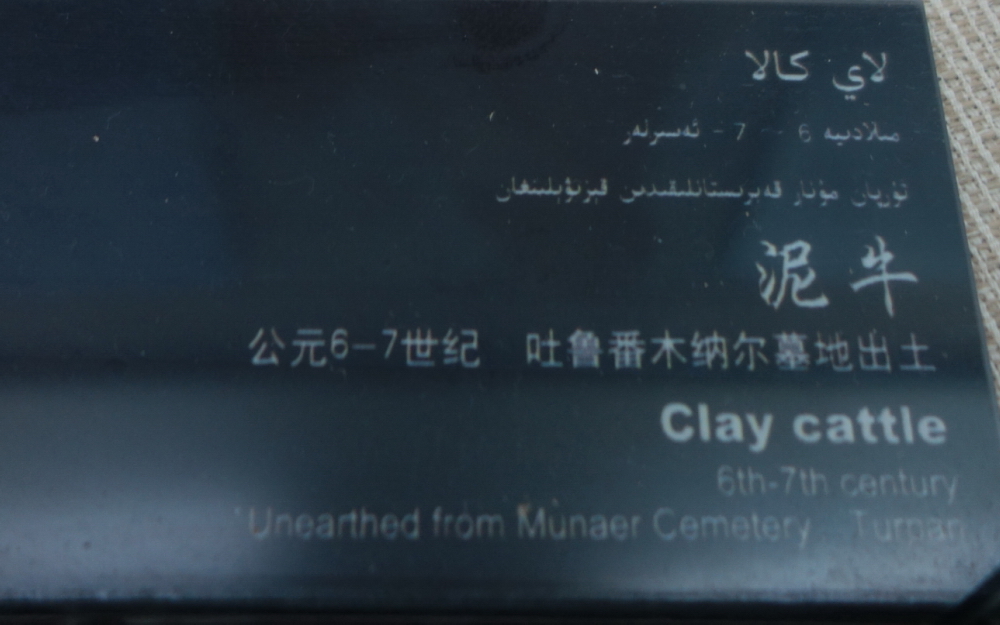 لاي كالا
مىلادىيە 6 - 7 - ئەسىرلەر
تۇرپان مۇنار قەبرىستانلىقىدىن قېزىۋېلىنغان
泥牛
公元6-7世纪 吐鲁番木纳尔墓地出土
Clay cattle
6th-7th century
Unearthed from Munaer Cemetery Turpan